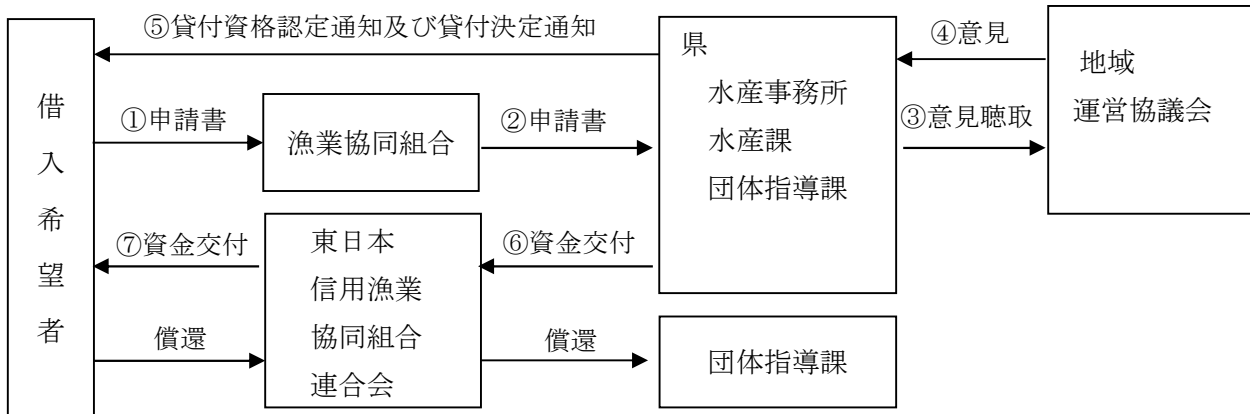 ⑤貸付資格認定通知及び貸付決定通知
借入希望者
①申請書
漁業協同組合
②申請書
県
水産事務所
水産課
団体指導課
④意見
③意見聴取
地域
運営協議会
⑦資金交付
東日本
信用漁業
協同組合
連合会
⑥資金交付
償還
償還
団体指導課